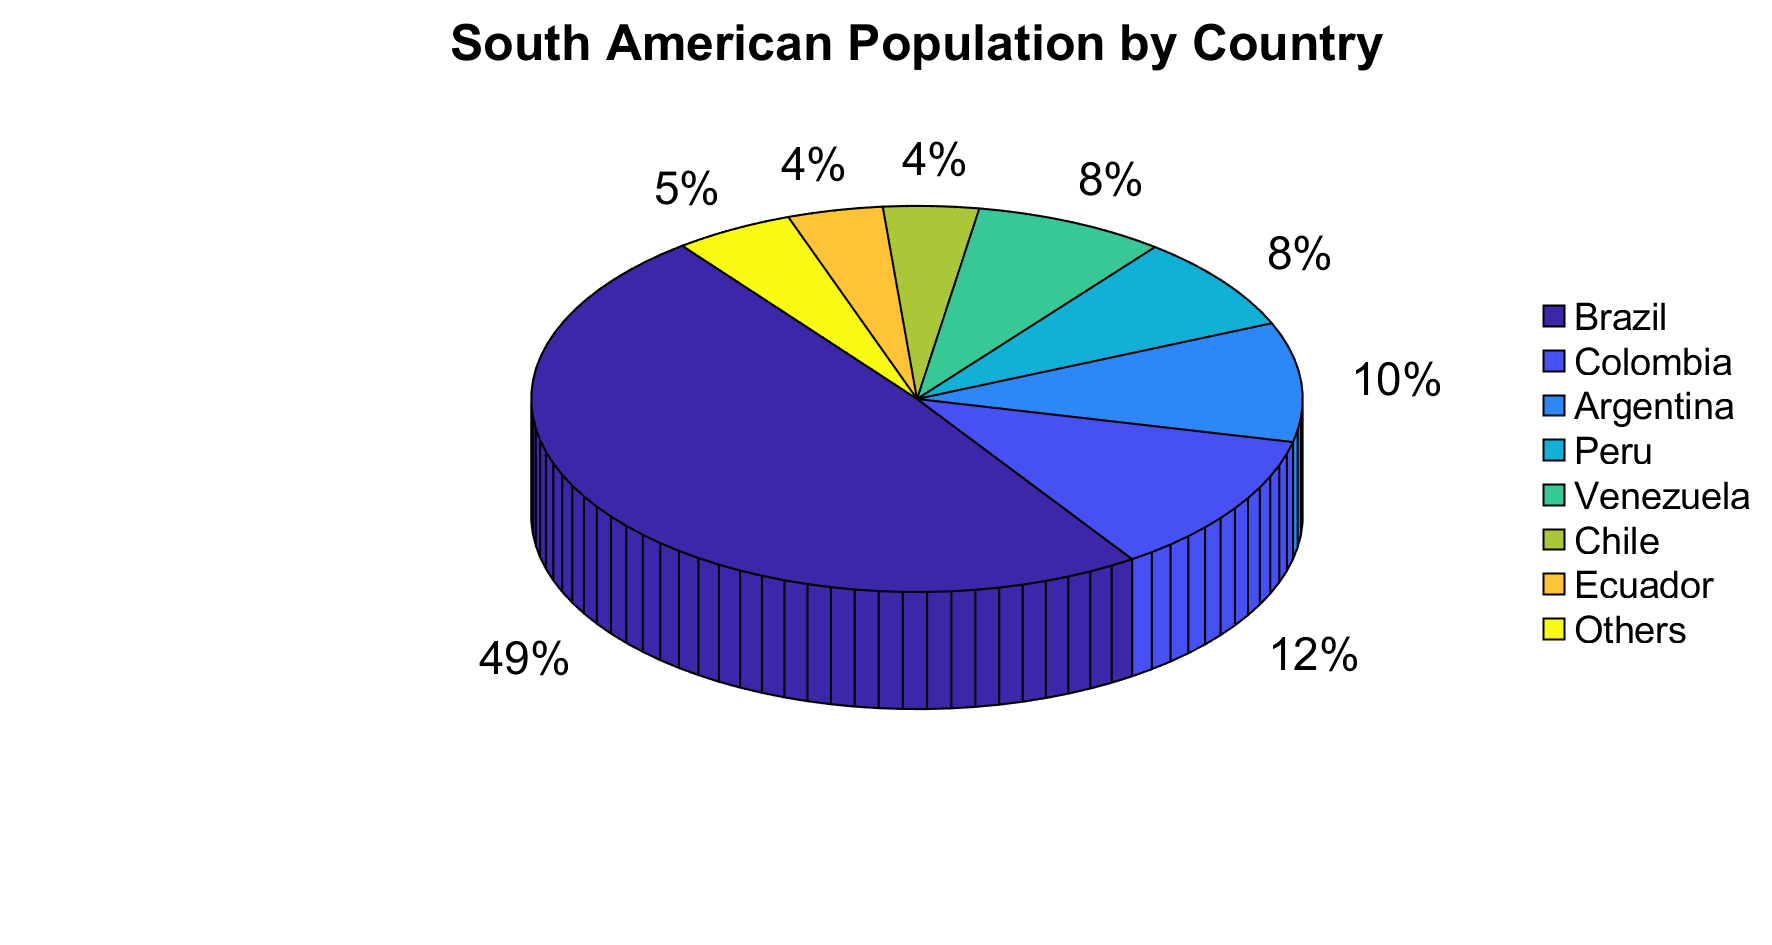 South American Population by Country
5%
4%
4%
8%
8%
10%
12%
49%
Brazil
Colombia
Argentina
Peru
Venezuela
Chile
Ecuador
Others